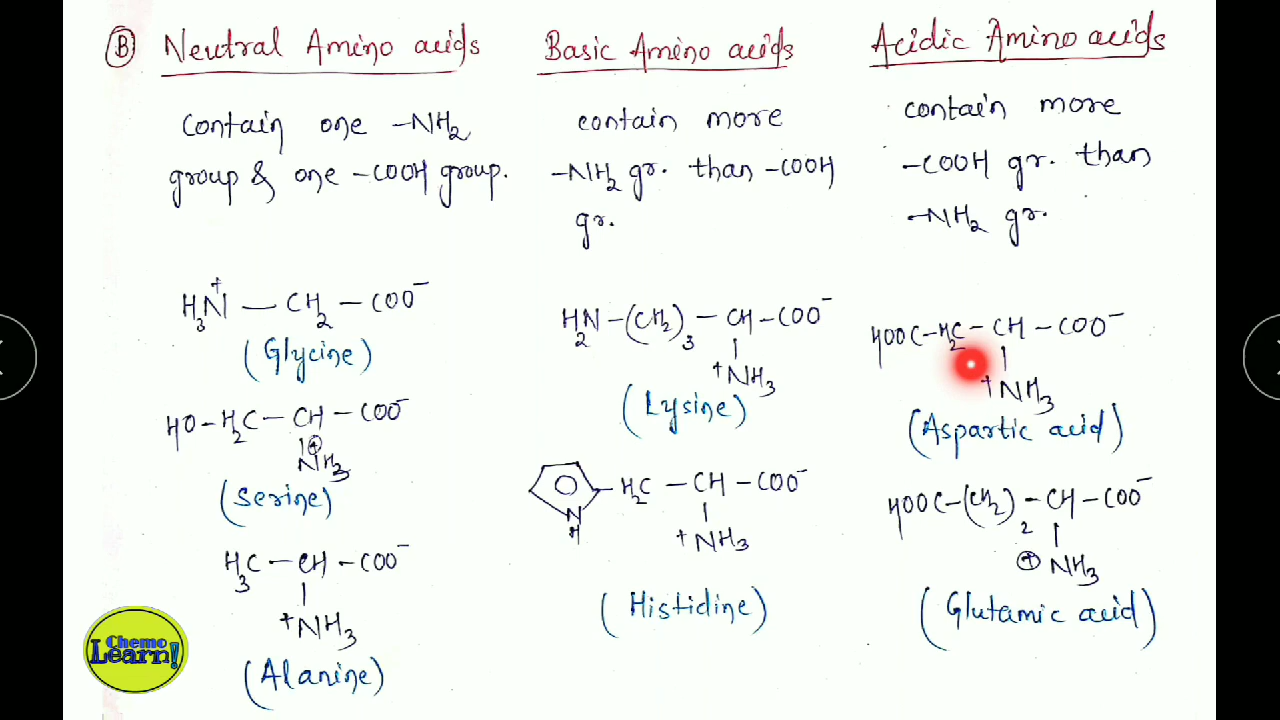 B Neutral Amino acids
Contain one -NH2
group & one -COOH group.
H3N+ — CH2 — COO-
(Glycine)
HO-H2C-CH-COO-
+NH3
(Serine)
H3C-CH-COO-
+NH3
(Alanine)
Basic Amino acids
contain more
-NH2 gr. than -COOH
gr.
H2N-(CH2)3-CH-COO-
+NH3
(Lysine)
H2C-CH-COO-
+NH3
N
H
(Histidine)
Acidic Amino acids
contain more
-COOH gr. than
-NH2 gr.
HOOC-H2C-CH-COO-
+NH3
(Aspartic acid)
HOOC-(CH2)2-CH-COO-
+NH3
(Glutamic acid)
Chemo
Learn!